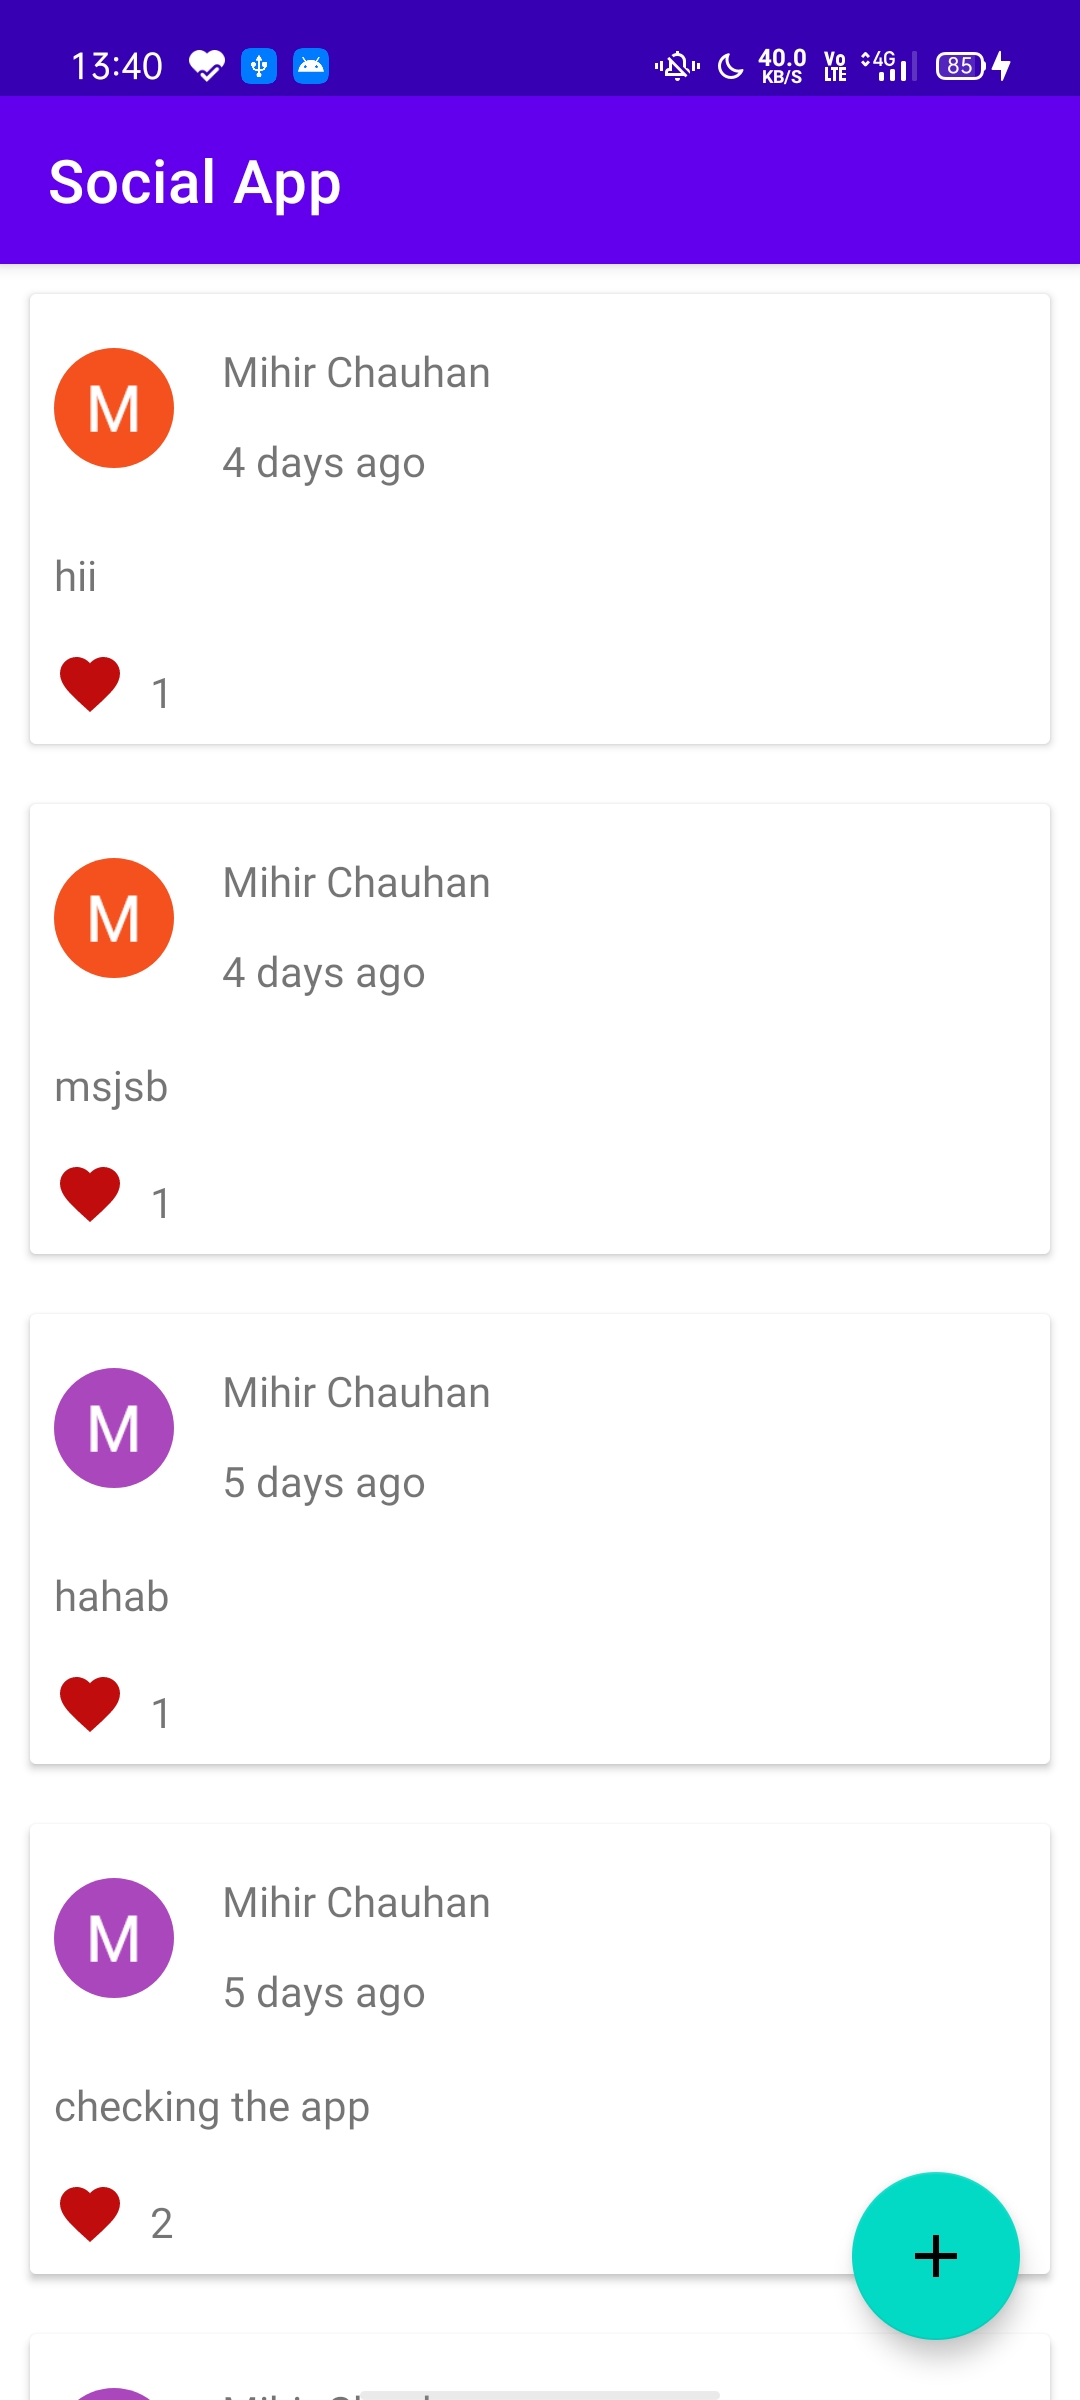 13:40 40.0 KB/S Vo LTE 4G 85
Social App
M Mihir Chauhan
4 days ago
hii
1
M Mihir Chauhan
4 days ago
msjsb
1
M Mihir Chauhan
5 days ago
hahab
1
M Mihir Chauhan
5 days ago
checking the app
2
+